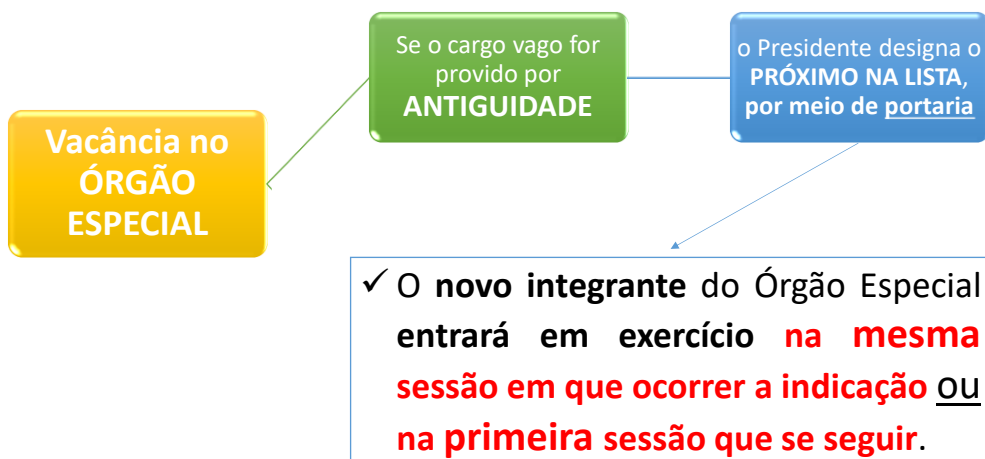 Vacância no
ÓRGÃO
ESPECIAL
Se o cargo vago for
provido por
ANTIGUIDADE
o Presidente designa o
PRÓXIMO NA LISTA,
por meio de portaria
✓ O novo integrante do Órgão Especial
entrará em exercício na mesma
sessão em que ocorrer a indicação ou
na primeira sessão que se seguir.